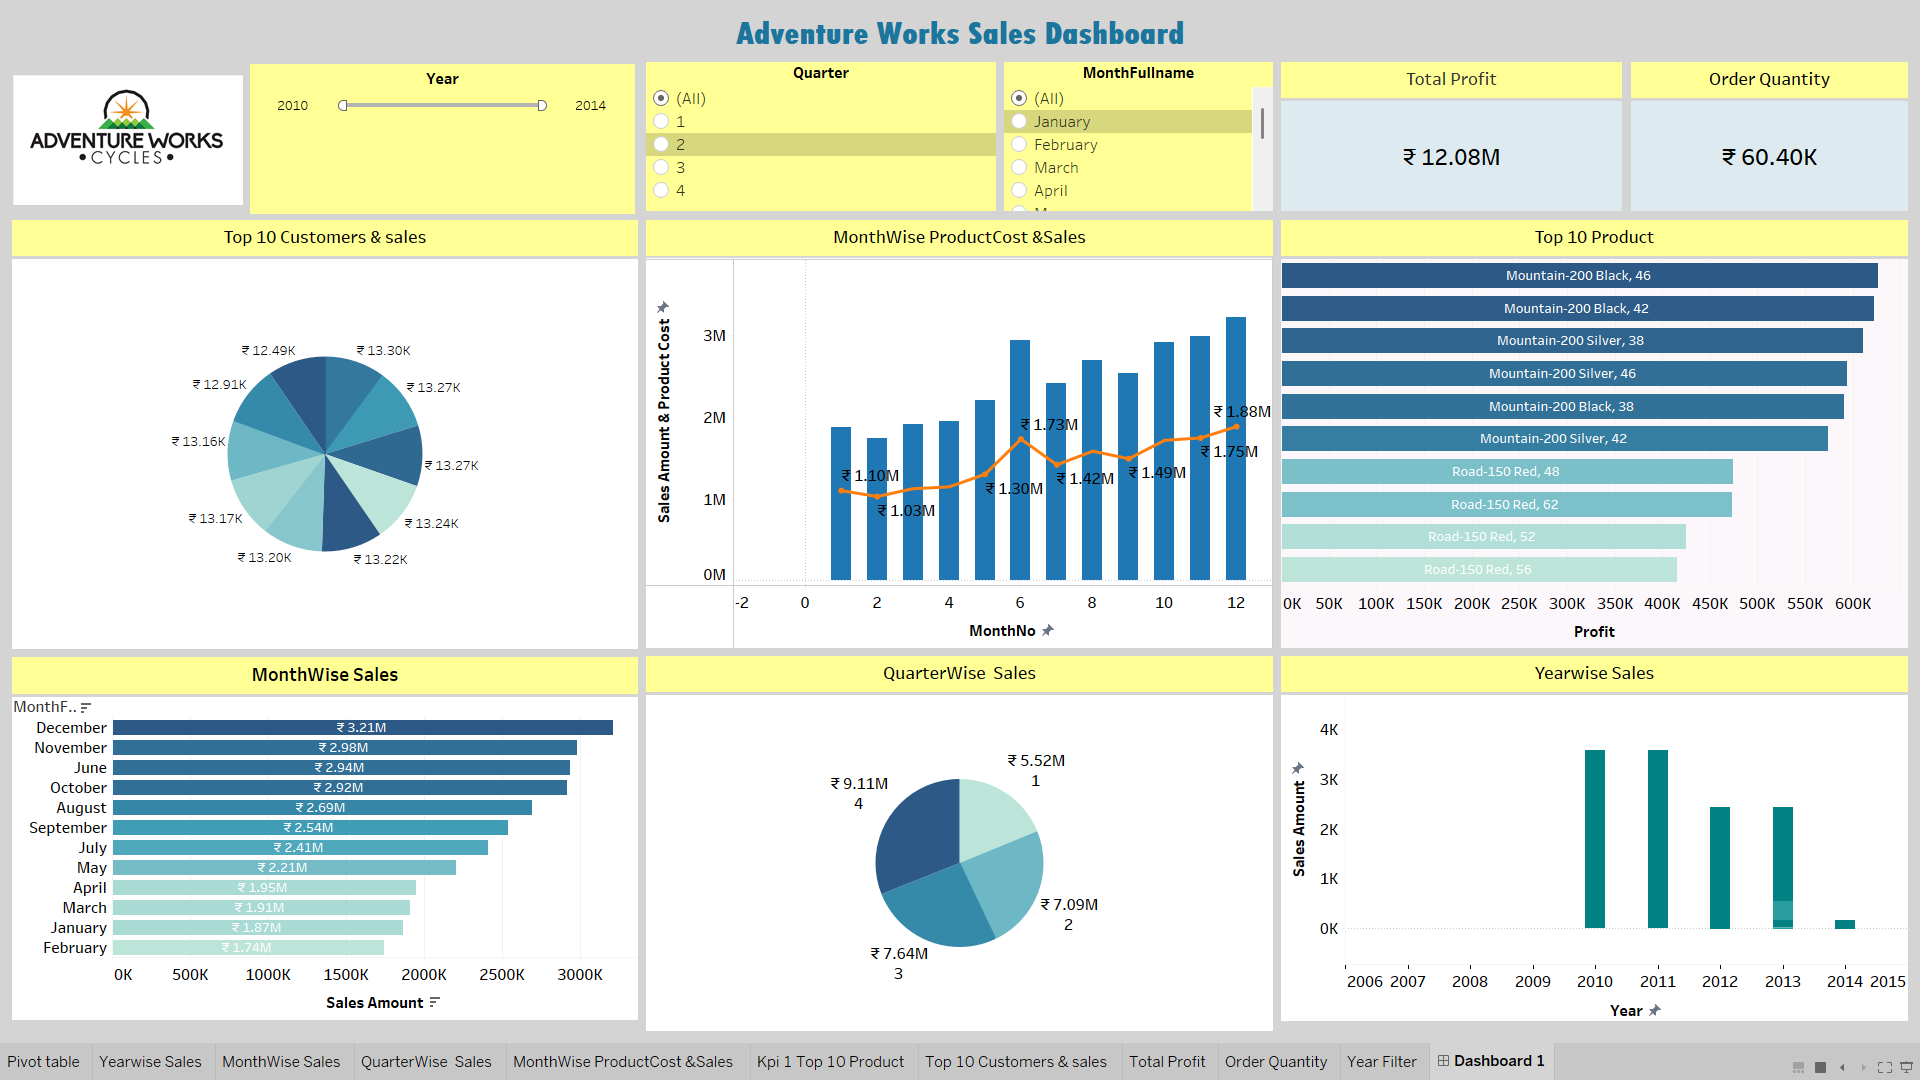 Adventure Works Sales Dashboard
ADVENTURE WORKS
•CYCLES•
Year
2010
2014
Quarter
(All)
1
2
3
4
MonthFullname
(All)
January
February
March
April
Total Profit
₹ 12.08M
Order Quantity
₹ 60.40K
Top 10 Customers & sales
₹ 12.49K
₹ 13.30K
₹ 12.91K
₹ 13.27K
₹ 13.16K
₹ 13.27K
₹ 13.17K
₹ 13.24K
₹ 13.20K
₹ 13.22K
MonthWise ProductCost &Sales
Sales Amount & Product Cost
3M
2M
1M
0M
₹ 1.10M
₹ 1.03M
₹ 1.30M
₹ 1.73M
₹ 1.42M
₹ 1.49M
₹ 1.75M
₹ 1.88M
-2 0 2 4 6 8 10 12
MonthNo
Top 10 Product
Mountain-200 Black, 46
Mountain-200 Black, 42
Mountain-200 Silver, 38
Mountain-200 Silver, 46
Mountain-200 Black, 38
Mountain-200 Silver, 42
Road-150 Red, 48
Road-150 Red, 62
Road-150 Red, 52
Road-150 Red, 56
0K 50K 100K 150K 200K 250K 300K 350K 400K 450K 500K 550K 600K
Profit
MonthWise Sales
MonthF..
December ₹ 3.21M
November ₹ 2.98M
June ₹ 2.94M
October ₹ 2.92M
August ₹ 2.69M
September ₹ 2.54M
July ₹ 2.41M
May ₹ 2.21M
April ₹ 1.95M
March ₹ 1.91M
January ₹ 1.87M
February ₹ 1.74M
0K 500K 1000K 1500K 2000K 2500K 3000K
Sales Amount
QuarterWise Sales
₹ 5.52M
1
₹ 9.11M
4
₹ 7.09M
2
₹ 7.64M
3
Yearwise Sales
Sales Amount
4K
3K
2K
1K
0K
2006 2007 2008 2009 2010 2011 2012 2013 2014 2015
Year
Pivot table Yearwise Sales MonthWise Sales QuarterWise Sales MonthWise ProductCost &Sales Kpi 1 Top 10 Product Top 10 Customers & sales Total Profit Order Quantity Year Filter Dashboard 1